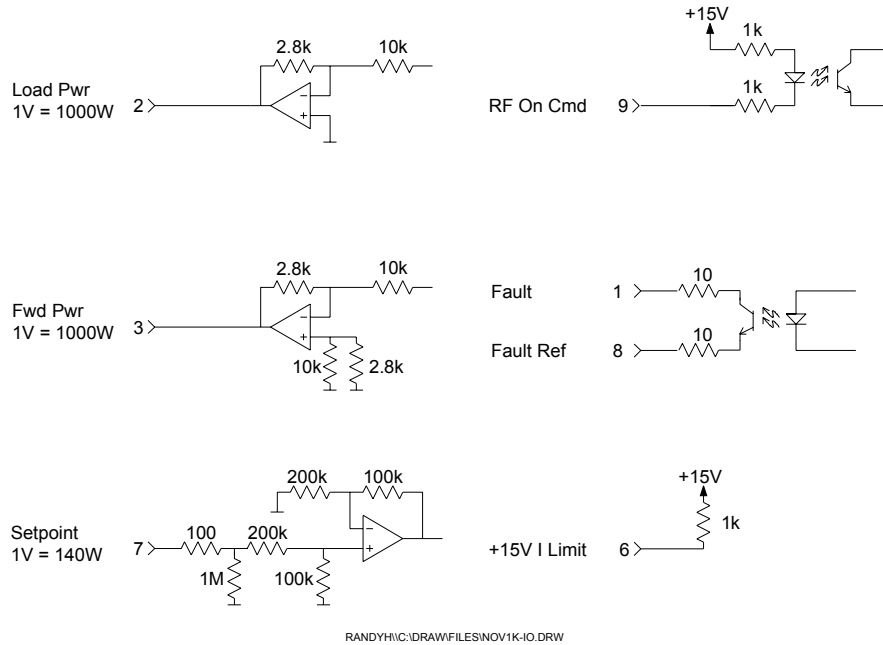 +15V
1k
2.8k
10k
Load Pwr
1V = 1000W
2
-
+
1k
RF On Cmd
9
2.8k
10k
Fwd Pwr
1V = 1000W
3
-
+
10k
2.8k
Fault
1
10
Fault Ref
8
10
200k
100k
Setpoint
1V = 140W
7
100
200k
-
+
1M
100k
+15V
1k
+15V I Limit
6
RANDYH\\C:\DRAW\FILES\NOV1K-IO.DRW